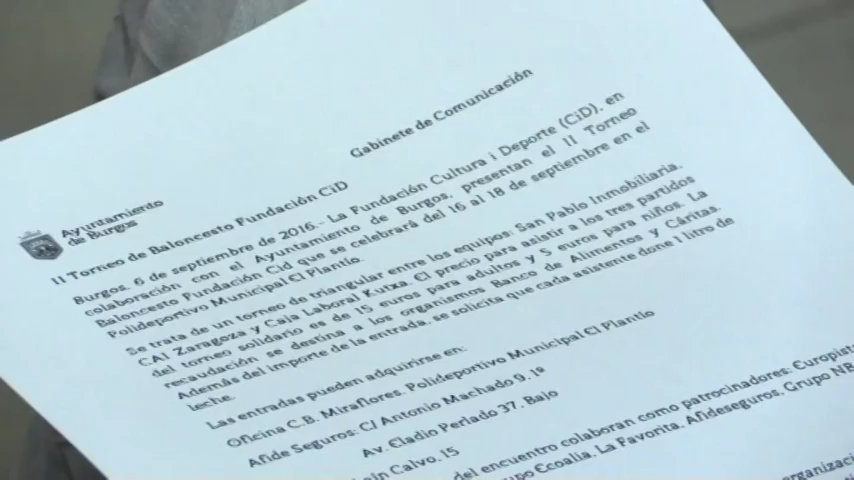 Gabinete de Comunicación
Ayuntamiento
de Burgos
II Torneo de Baloncesto Fundación CiD
Burgos, 6 de septiembre de 2016.- La Fundación Cultura i Deporte (CiD), en
colaboración con el Ayuntamiento de Burgos, presentan el II Torneo
Baloncesto Fundación Cid que se celebrará del 16 al 18 de septiembre en el
Polideportivo Municipal El Plantío.
Se trata de un torneo de triangular entre los equipos: San Pablo Inmobiliaria,
CAI Zaragoza y Caja Laboral Kutxa. El precio para asistir a los tres partidos
del torneo solidario es de 15 euros para adultos y 5 euros para niños. La
recaudación se destina a los organismos Banco de Alimentos y Cáritas.
Además del importe de la entrada, se solicita que cada asistente done 1 litro de
leche.
Las entradas pueden adquirirse en:
Oficina C.B. Miraflores. Polideportivo Municipal El Plantío
Afide Seguros: C/ Antonio Machado 9, 1º
Av. Eladio Perlado 37, Bajo
Calvo, 15
del encuentro colaboran como patrocinadores: Europist
Ecoalia, La Favorita, Afideseguros, Grupo NB